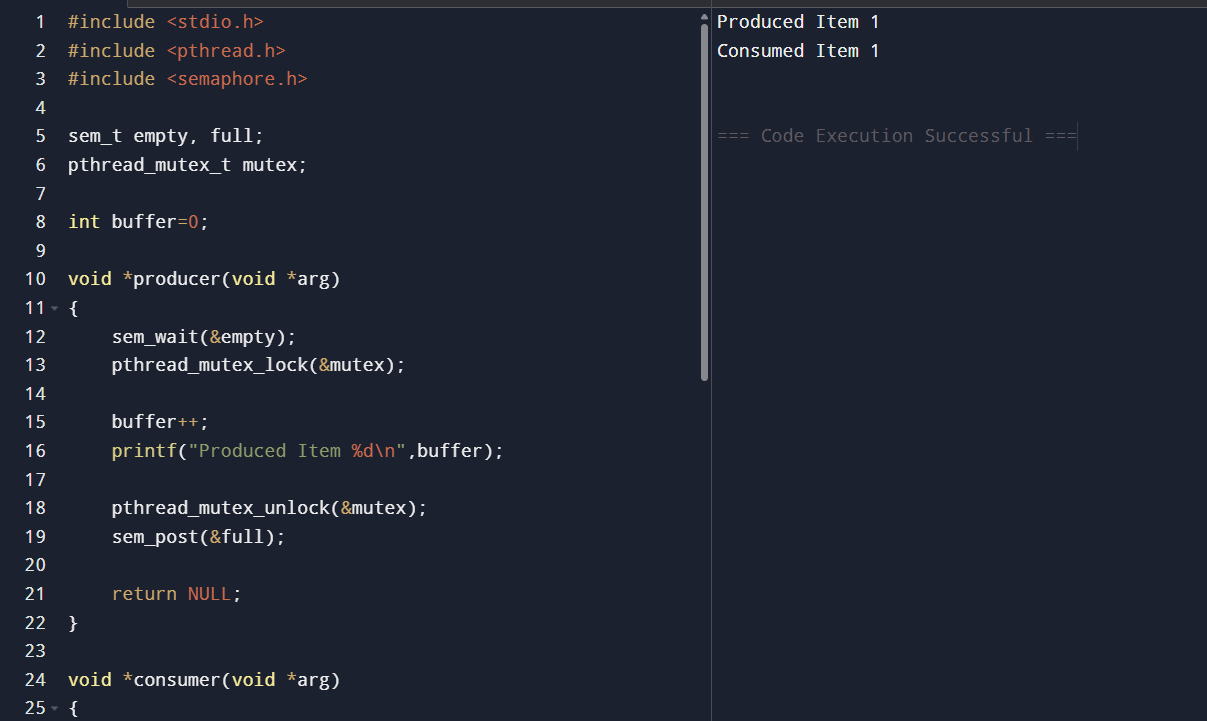 1 #include <stdio.h>
2 #include <pthread.h>
3 #include <semaphore.h>
4
5 sem_t empty, full;
6 pthread_mutex_t mutex;
7
8 int buffer=0;
9
10 void *producer(void *arg)
11 {
12     sem_wait(&empty);
13     pthread_mutex_lock(&mutex);
14
15     buffer++;
16     printf("Produced Item %d\n",buffer);
17
18     pthread_mutex_unlock(&mutex);
19     sem_post(&full);
20
21     return NULL;
22 }
23
24 void *consumer(void *arg)
25 {
Produced Item 1
Consumed Item 1
=== Code Execution Successful ===